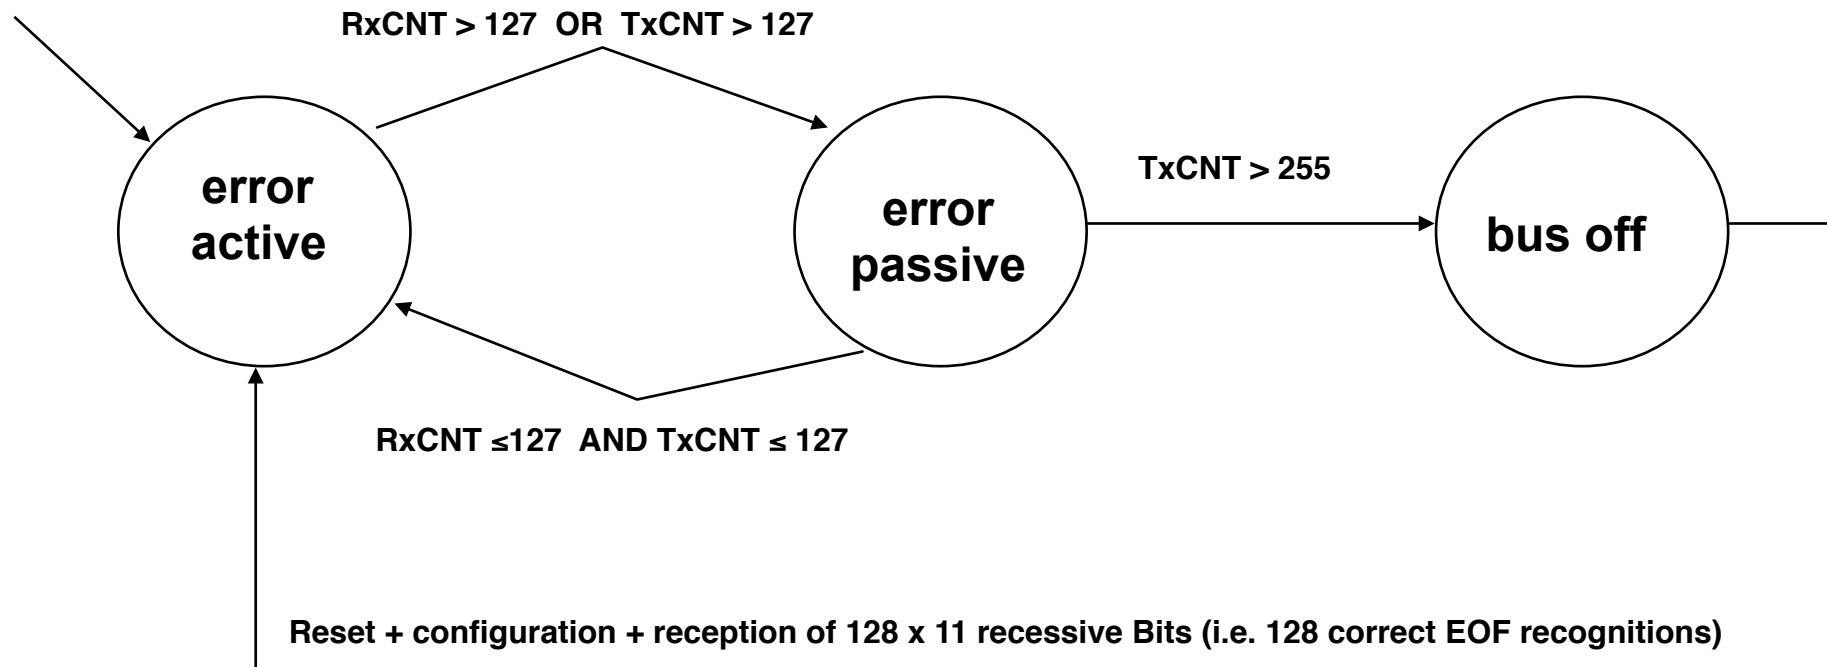 RxCNT > 127 OR TxCNT > 127
error
active
error
passive
TxCNT > 255
bus off
RxCNT ≤127 AND TxCNT ≤ 127
Reset + configuration + reception of 128 x 11 recessive Bits (i.e. 128 correct EOF recognitions)